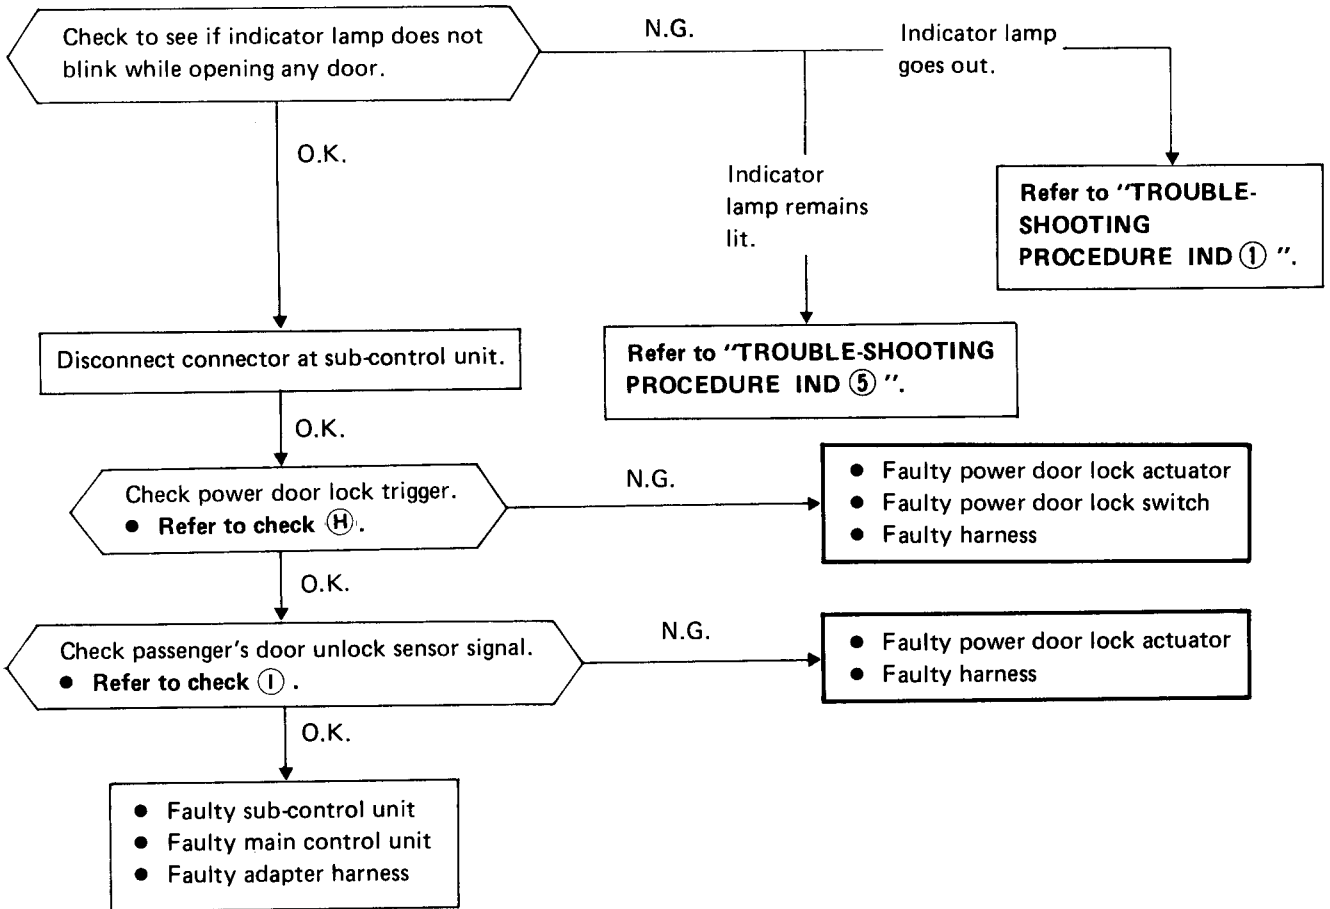 Check to see if indicator lamp does not
blink while opening any door.
N.G.
Indicator lamp
goes out.
O.K.
Indicator
lamp remains
lit.
Refer to "TROUBLE-
SHOOTING
PROCEDURE IND ① ".
Disconnect connector at sub-control unit.
Refer to "TROUBLE-SHOOTING
PROCEDURE IND ⑤ ".
O.K.
Check power door lock trigger.
● Refer to check Ⓗ.
N.G.
● Faulty power door lock actuator
● Faulty power door lock switch
● Faulty harness
O.K.
Check passenger's door unlock sensor signal.
● Refer to check Ⓘ .
N.G.
● Faulty power door lock actuator
● Faulty harness
O.K.
● Faulty sub-control unit
● Faulty main control unit
● Faulty adapter harness